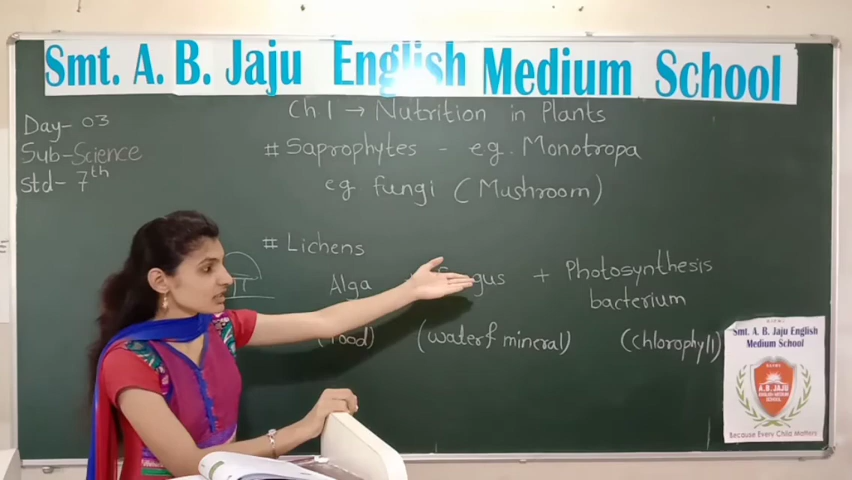 Smt. A. B. Jaju English Medium School
Day- 03
Sub-Science
Std- 7th
Ch.1 → Nutrition in Plants
# Saprophytes - eg. Monotropa
eg fungi (Mushroom)
# Lichens
Alga + Photosynthesis
bacterium
(water & mineral) (chlorophyll)
Smt. A. B. Jaju English
Medium School
A.B. JAJU
ENGLISH MEDIUM
SCHOOL
Because Every Child Matters